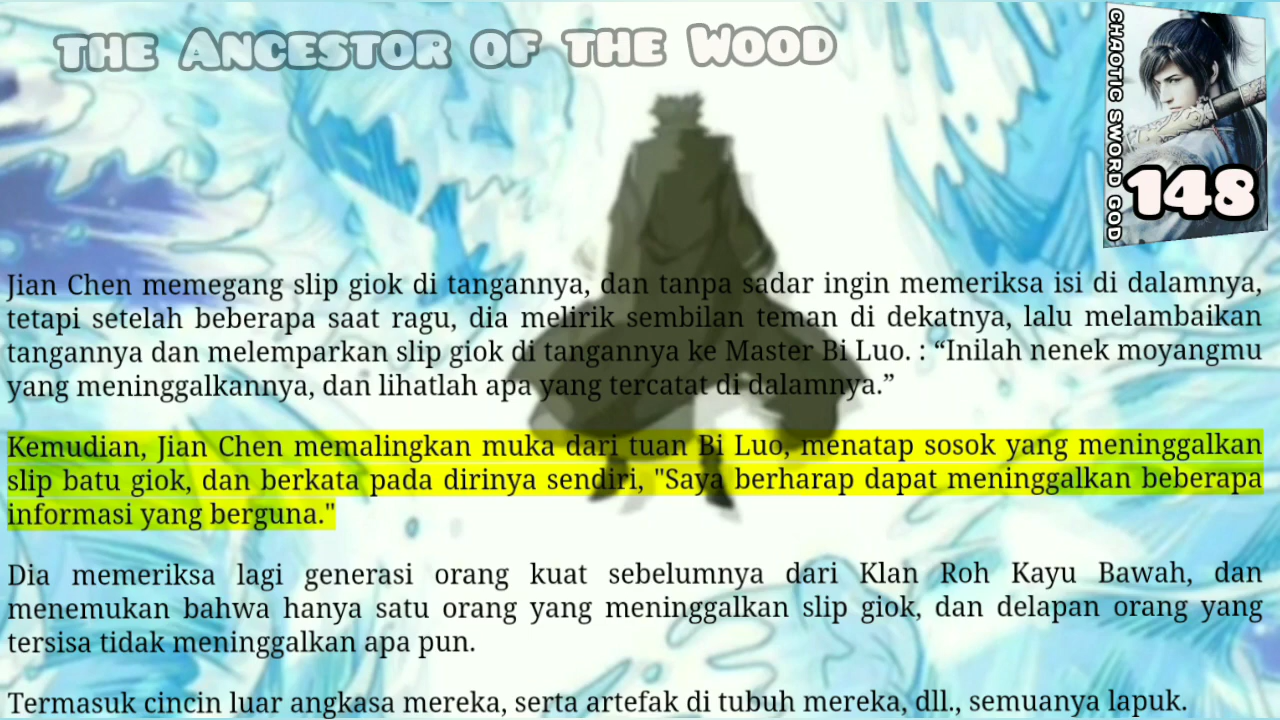 THE ANCESTOR OF THE WOOD
CHAOTIC SWORD GOD
148
Jian Chen memegang slip giok di tangannya, dan tanpa sadar ingin memeriksa isi di dalamnya,
tetapi setelah beberapa saat ragu, dia melirik sembilan teman di dekatnya, lalu melambaikan
tangannya dan melemparkan slip giok di tangannya ke Master Bi Luo. : “Inilah nenek moyangmu
yang meninggalkannya, dan lihatlah apa yang tercatat di dalamnya.”
Kemudian, Jian Chen memalingkan muka dari tuan Bi Luo, menatap sosok yang meninggalkan
slip batu giok, dan berkata pada dirinya sendiri, "Saya berharap dapat meninggalkan beberapa
informasi yang berguna."
Dia memeriksa lagi generasi orang kuat sebelumnya dari Klan Roh Kayu Bawah, dan
menemukan bahwa hanya satu orang yang meninggalkan slip giok, dan delapan orang yang
tersisa tidak meninggalkan apa pun.
Termasuk cincin luar angkasa mereka, serta artefak di tubuh mereka, dll., semuanya lapuk.